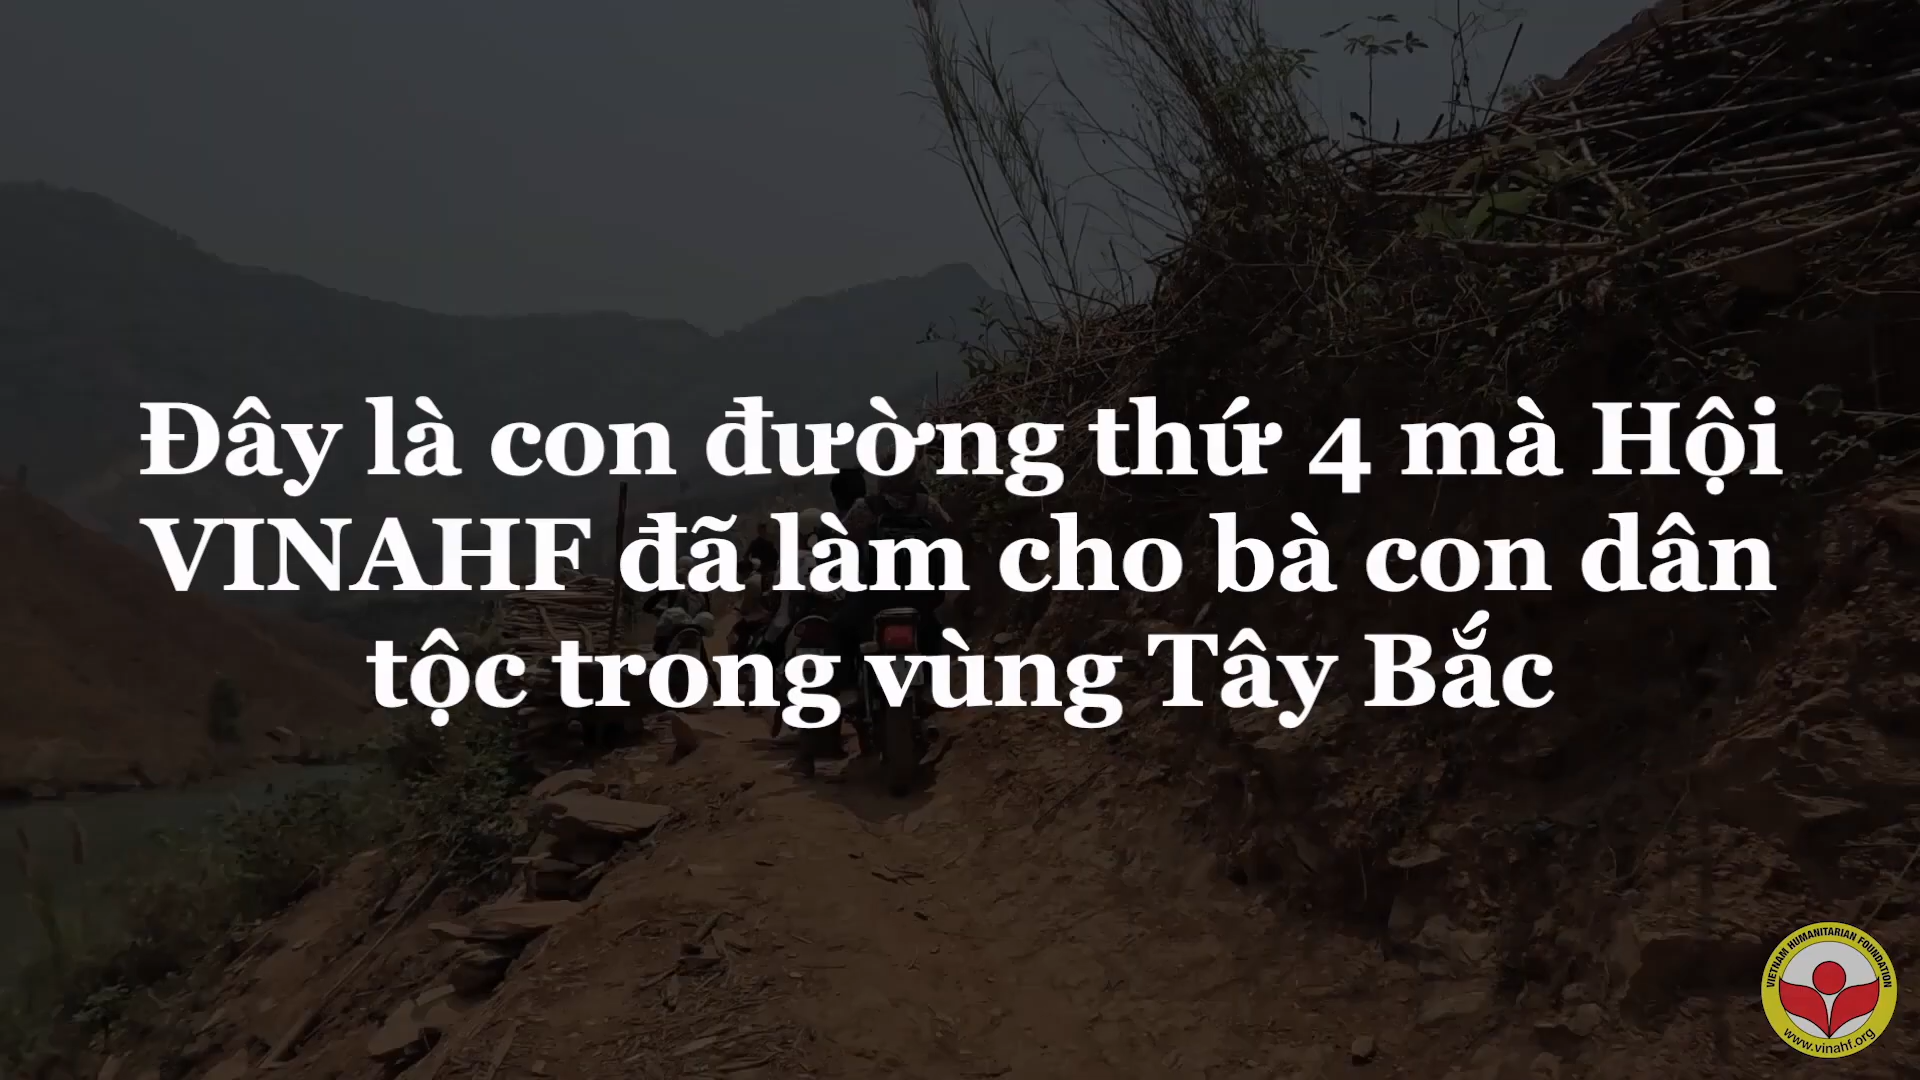 Đây là con đường thứ 4 mà Hội
VINAHF đã làm cho bà con dân
tộc trong vùng Tây Bắc
VIETNAM HUMANITARIAN FOUNDATION
www.vinahf.org